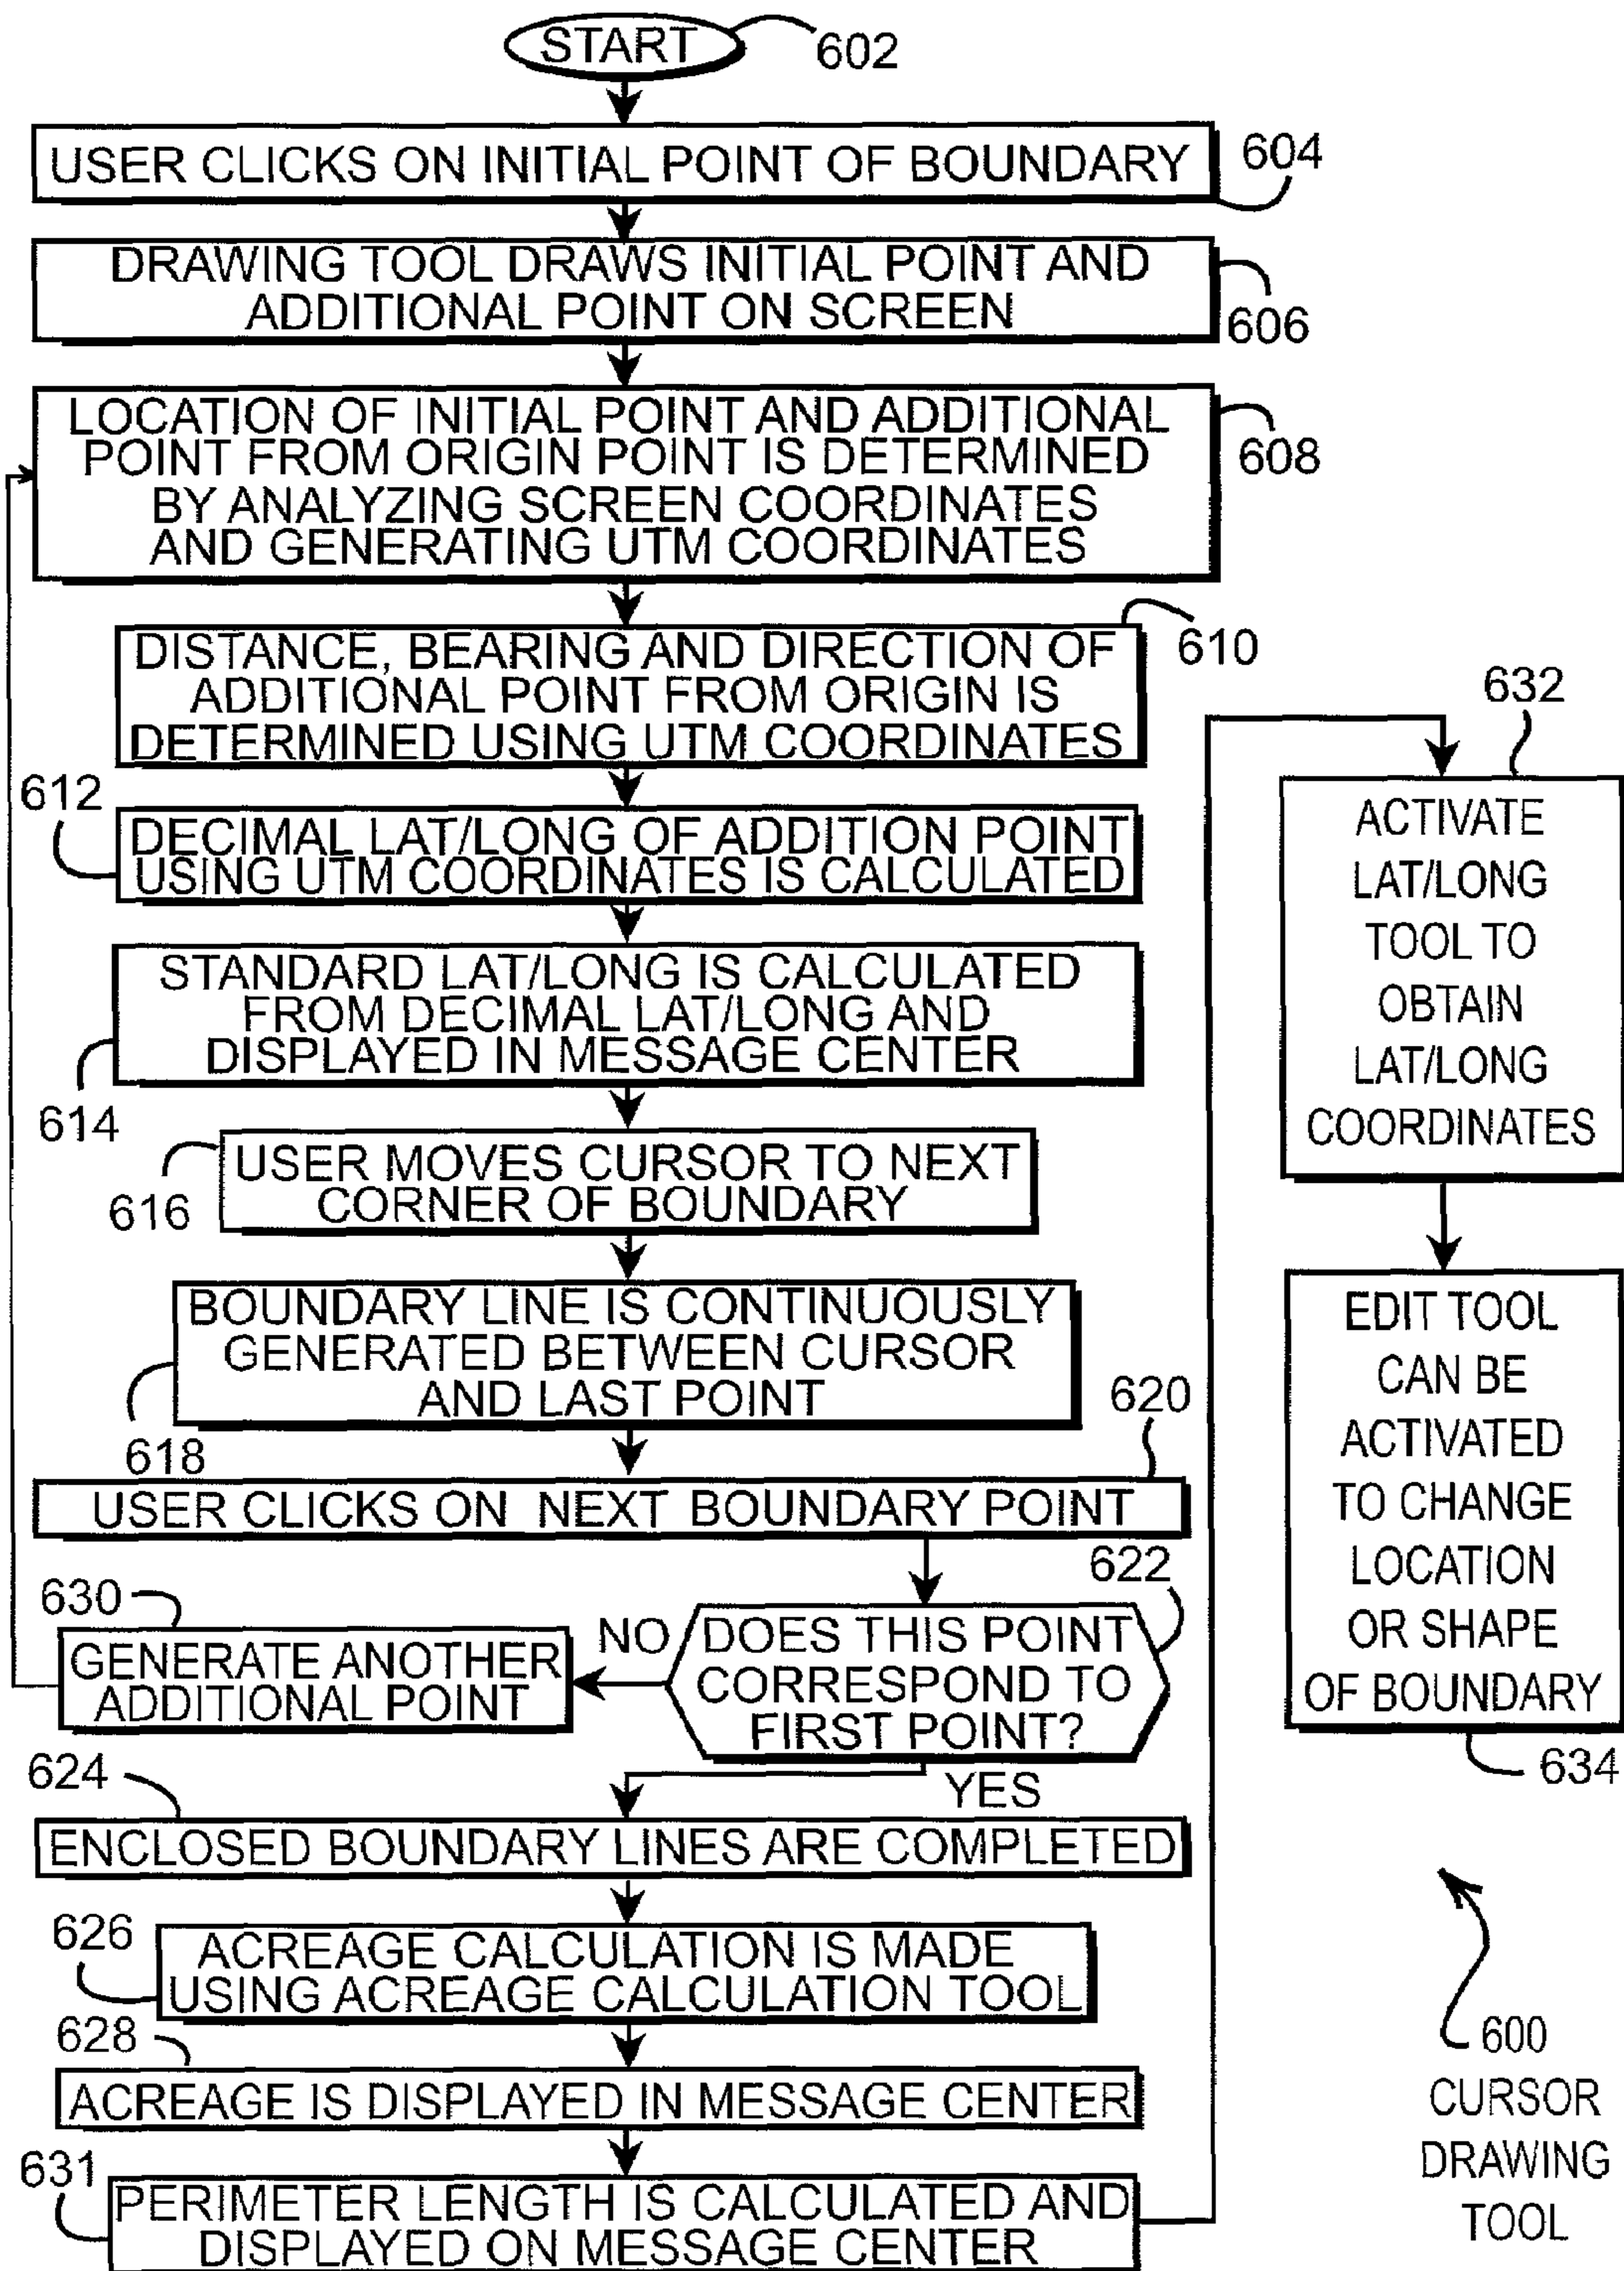 START
602
USER CLICKS ON INITIAL POINT OF BOUNDARY
604
DRAWING TOOL DRAWS INITIAL POINT AND
ADDITIONAL POINT ON SCREEN
606
LOCATION OF INITIAL POINT AND ADDITIONAL
POINT FROM ORIGIN POINT IS DETERMINED
BY ANALYZING SCREEN COORDINATES
AND GENERATING UTM COORDINATES
608
DISTANCE, BEARING AND DIRECTION OF
ADDITIONAL POINT FROM ORIGIN IS
DETERMINED USING UTM COORDINATES
610
612
DECIMAL LAT/LONG OF ADDITION POINT
USING UTM COORDINATES IS CALCULATED
STANDARD LAT/LONG IS CALCULATED
FROM DECIMAL LAT/LONG AND
DISPLAYED IN MESSAGE CENTER
614
USER MOVES CURSOR TO NEXT
CORNER OF BOUNDARY
616
BOUNDARY LINE IS CONTINUOUSLY
GENERATED BETWEEN CURSOR
AND LAST POINT
618
620
USER CLICKS ON NEXT BOUNDARY POINT
622
DOES THIS POINT
CORRESPOND TO
FIRST POINT?
NO
630
GENERATE ANOTHER
ADDITIONAL POINT
YES
624
ENCLOSED BOUNDARY LINES ARE COMPLETED
626
ACREAGE CALCULATION IS MADE
USING ACREAGE CALCULATION TOOL
628
ACREAGE IS DISPLAYED IN MESSAGE CENTER
631
PERIMETER LENGTH IS CALCULATED AND
DISPLAYED ON MESSAGE CENTER
632
ACTIVATE
LAT/LONG
TOOL TO
OBTAIN
LAT/LONG
COORDINATES
EDIT TOOL
CAN BE
ACTIVATED
TO CHANGE
LOCATION
OR SHAPE
OF BOUNDARY
634
600
CURSOR
DRAWING
TOOL